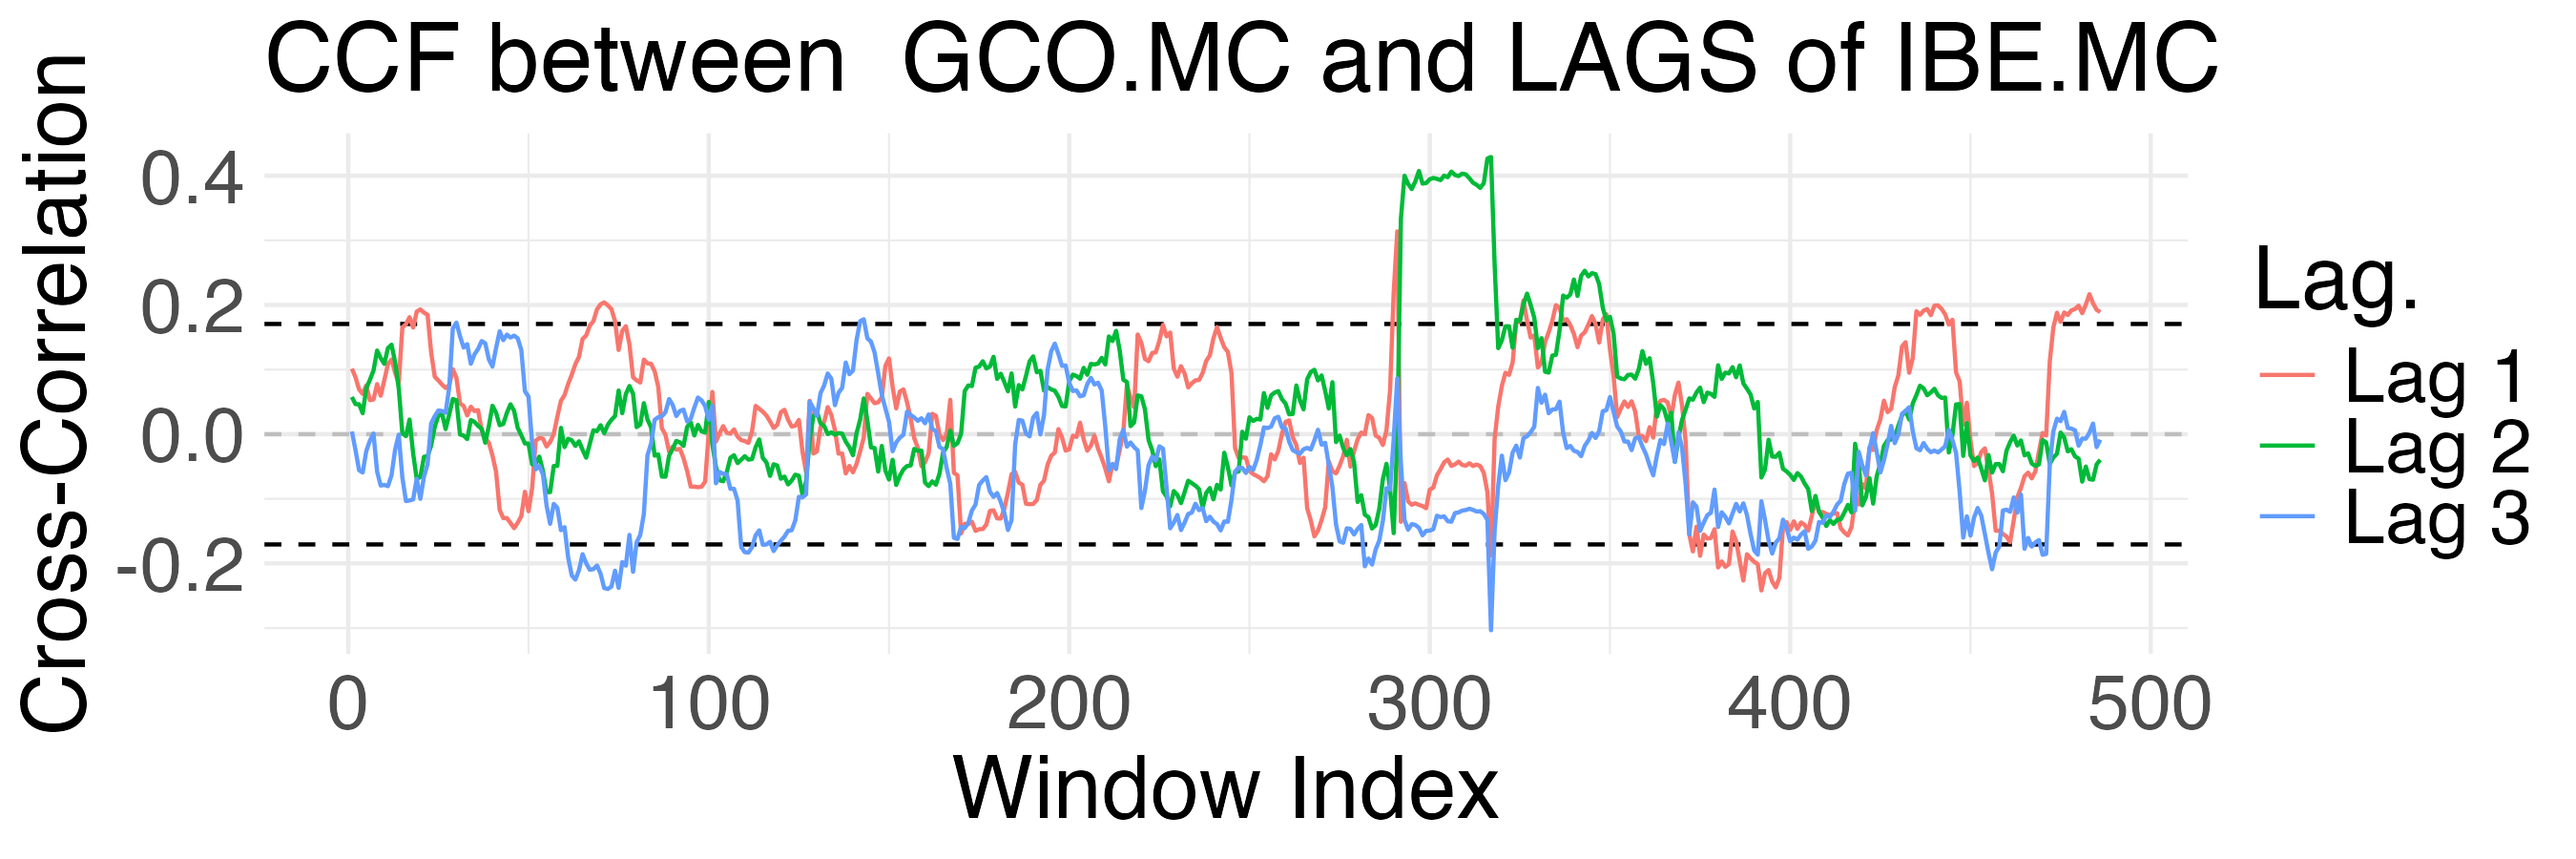 CCF between  GCO.MC and LAGS of IBE.MC
Cross-Correlation
0.4
0.2
0.0
-0.2
0 100 200 300 400 500
Window Index
Lag.
Lag 1
Lag 2
Lag 3